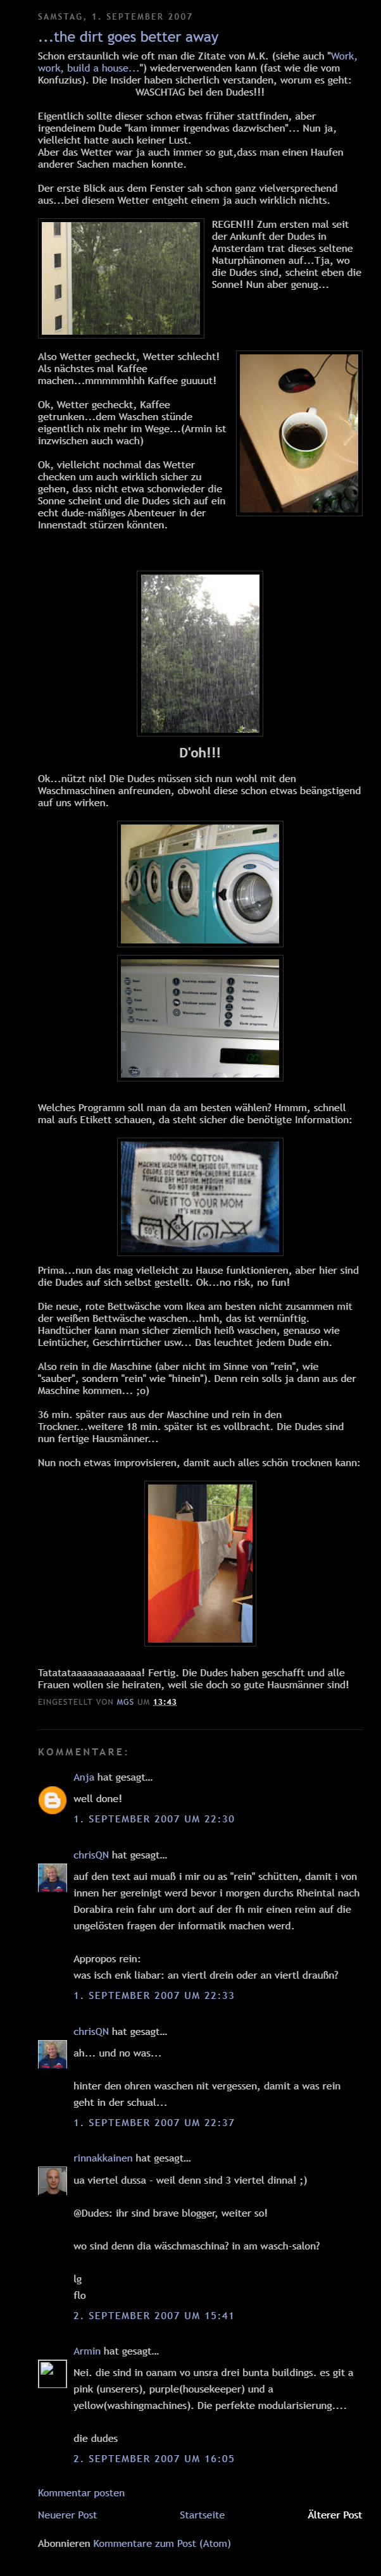 SAMSTAG, 1. SEPTEMBER 2007
...the dirt goes better away
Schon erstaunlich wie oft man die Zitate von M.K. (siehe auch "Work,
work, build a house...") wiederverwenden kann (fast wie die vom
Konfuzius). Die Insider haben sicherlich verstanden, worum es geht:
WASCHTAG bei den Dudes!!!
Eigentlich sollte dieser schon etwas früher stattfinden, aber
irgendeinem Dude "kam immer irgendwas dazwischen"... Nun ja,
vielleicht hatte auch keiner Lust.
Aber das Wetter war ja auch immer so gut,dass man einen Haufen
anderer Sachen machen konnte.
Der erste Blick aus dem Fenster sah schon ganz vielversprechend
aus...bei diesem Wetter entgeht einem ja auch wirklich nichts.
REGEN!!! Zum ersten mal seit
der Ankunft der Dudes in
Amsterdam trat dieses seltene
Naturphänomen auf...Tja, wo
die Dudes sind, scheint eben die
Sonne! Nun aber genug...
Also Wetter gecheckt, Wetter schlecht!
Als nächstes mal Kaffee
machen...mmmmmhhh Kaffee guuuut!
Ok, Wetter gecheckt, Kaffee
getrunken...dem Waschen stünde
eigentlich nix mehr im Wege...(Armin ist
inzwischen auch wach)
Ok, vielleicht nochmal das Wetter
checken um auch wirklich sicher zu
gehen, dass nicht etwa schonwieder die
Sonne scheint und die Dudes sich auf ein
echt dude-mäßiges Abenteuer in der
Innenstadt stürzen könnten.
D'oh!!!
Ok...nützt nix! Die Dudes müssen sich nun wohl mit den
Waschmaschinen anfreunden, obwohl diese schon etwas beängstigend
auf uns wirken.
Welches Programm soll man da am besten wählen? Hmmm, schnell
mal aufs Etikett schauen, da steht sicher die benötigte Information:
100% COTTON
MACHINE WASH WARM, INSIDE OUT, WITH LIKE
COLORS USE ONLY NON-CHLORINE BLEACH.
TUMBLE DRY MEDIUM. MEDIUM HOT IRON
DO NOT IRON PRINT!
OR
GIVE IT TO YOUR MOM
IT'S HER JOB
Prima...nun das mag vielleicht zu Hause funktionieren, aber hier sind
die Dudes auf sich selbst gestellt. Ok...no risk, no fun!
Die neue, rote Bettwäsche vom Ikea am besten nicht zusammen mit
der weißen Bettwäsche waschen...hmh, das ist vernünftig.
Handtücher kann man sicher ziemlich heiß waschen, genauso wie
Leintücher, Geschirrtücher usw... Das leuchtet jedem Dude ein.
Also rein in die Maschine (aber nicht im Sinne von "rein", wie
"sauber", sondern "rein" wie "hinein"). Denn rein solls ja dann aus der
Maschine kommen... ;o)
36 min. später raus aus der Maschine und rein in den
Trockner...weitere 18 min. später ist es vollbracht. Die Dudes sind
nun fertige Hausmänner...
Nun noch etwas improvisieren, damit auch alles schön trocknen kann:
Tatatataaaaaaaaaaaaa! Fertig. Die Dudes haben geschafft und alle
Frauen wollen sie heiraten, weil sie doch so gute Hausmänner sind!
EINGESTELLT VON MGS UM 13:43
KOMMENTARE:
Anja hat gesagt...
well done!
1. SEPTEMBER 2007 UM 22:30
chrisQN hat gesagt...
auf den text aui muaß i mir ou as "rein" schütten, damit i von
innen her gereinigt werd bevor i morgen durchs Rheintal nach
Dorabira rein fahr um dort auf der fh mir einen reim auf die
ungelösten fragen der informatik machen werd.
Appropos rein:
was isch enk liabar: an viertl drein oder an viertl draußn?
1. SEPTEMBER 2007 UM 22:33
chrisQN hat gesagt...
ah... und no was...
hinter den ohren waschen nit vergessen, damit a was rein
geht in der schual...
1. SEPTEMBER 2007 UM 22:37
rinnakkainen hat gesagt...
ua viertel dussa - weil denn sind 3 viertel dinna! ;)
@Dudes: ihr sind brave blogger, weiter so!
wo sind denn dia wäschmaschina? in am wasch-salon?
lg
flo
2. SEPTEMBER 2007 UM 15:41
Armin hat gesagt...
Nei. die sind in oanam vo unsra drei bunta buildings. es git a
pink (unserers), purple(housekeeper) und a
yellow(washingmachines). Die perfekte modularisierung....
die dudes
2. SEPTEMBER 2007 UM 16:05
Kommentar posten
Neuerer Post Startseite Älterer Post
Abonnieren Kommentare zum Post (Atom)